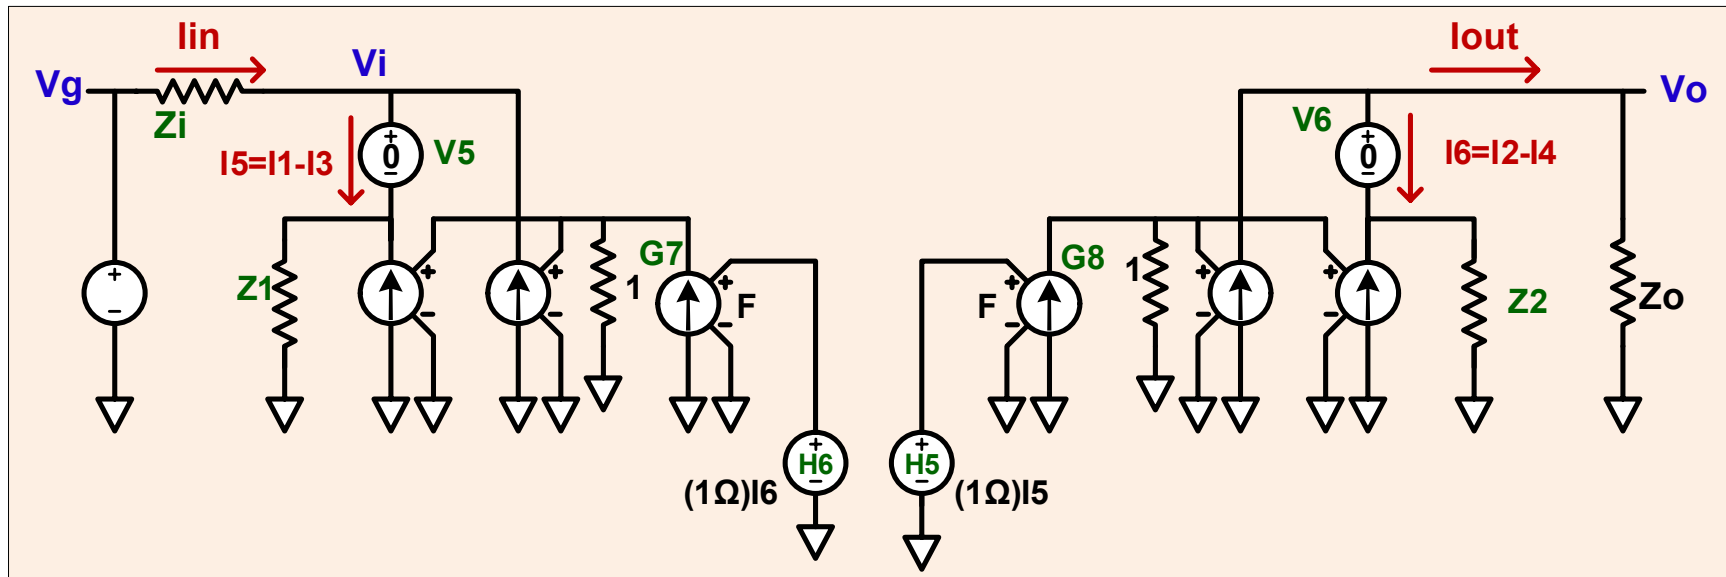 Iin
Iout
Vg
Vi
Vo
Zi
+
0
−
V5
V6
+
0
−
I5=I1-I3
I6=I2-I4
Z1
+
−
+
−
+
−
1
G7
+
−
F
G8
+
−
F
1
+
−
+
−
Z2
Zo
+
H6
−
(1Ω)I6
+
H5
−
(1Ω)I5